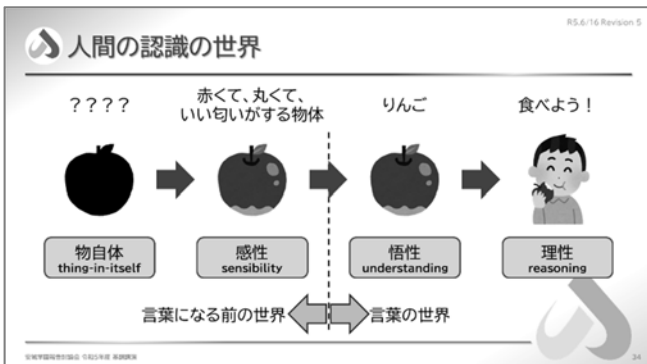 R5.6/16 Revision 5
人間の認識の世界
????
赤くて、丸くて、
いい匂いがする物体
りんご
食べよう!
物自体
thing-in-itself
感性
sensibility
悟性
understanding
理性
reasoning
言葉になる前の世界
言葉の世界
34